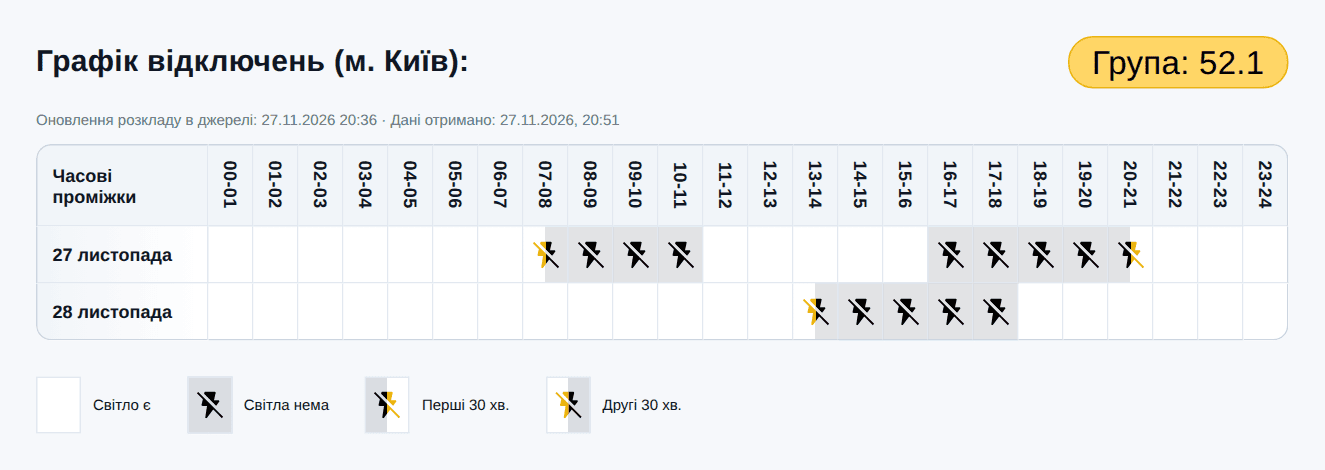 Графік відключень (м. Київ):
Група: 52.1
Оновлення розкладу в джерелі: 27.11.2026 20:36 · Дані отримано: 27.11.2026, 20:51
Часові
проміжки
00-01
01-02
02-03
03-04
04-05
05-06
06-07
07-08
08-09
09-10
10-11
11-12
12-13
13-14
14-15
15-16
16-17
17-18
18-19
19-20
20-21
21-22
22-23
23-24
27 листопада
28 листопада
Світло є
Світла нема
Перші 30 хв.
Другі 30 хв.